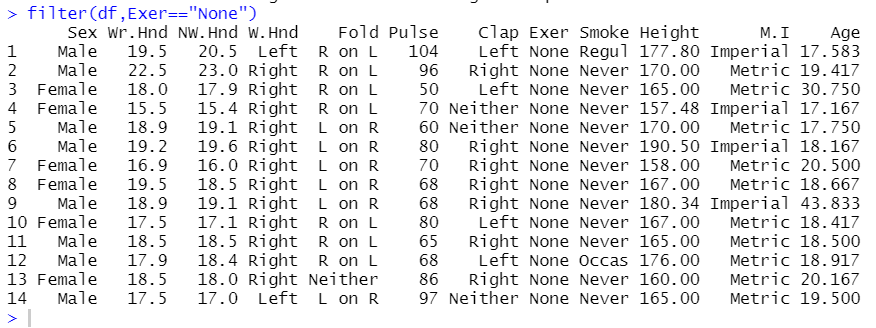 > filter(df,Exer=="None")
      Sex Wr.Hnd NW.Hnd W.Hnd    Fold Pulse    Clap Exer Smoke Height      M.I    Age
1    Male   19.5   20.5  Left  R on L   104    Left None Regul 177.80 Imperial 17.583
2    Male   22.5   23.0 Right  R on L    96   Right None Never 170.00   Metric 19.417
3  Female   18.0   17.9 Right  R on L    50    Left None Never 165.00   Metric 30.750
4  Female   15.5   15.4 Right  R on L    70 Neither None Never 157.48 Imperial 17.167
5    Male   18.9   19.1 Right  L on R    60 Neither None Never 170.00   Metric 17.750
6    Male   19.2   19.6 Right  L on R    80   Right None Never 190.50 Imperial 18.167
7  Female   16.9   16.0 Right  L on R    70   Right None Never 158.00   Metric 20.500
8  Female   19.5   18.5 Right  L on R    68   Right None Never 167.00   Metric 18.667
9    Male   18.9   19.1 Right  L on R    68   Right None Never 180.34 Imperial 43.833
10 Female   17.5   17.1 Right  R on L    80    Left None Never 167.00   Metric 18.417
11   Male   18.5   18.5 Right  R on L    65   Right None Never 165.00   Metric 18.500
12   Male   17.9   18.4 Right  R on L    68    Left None Occas 176.00   Metric 18.917
13 Female   18.5   18.0 Right Neither    86   Right None Never 160.00   Metric 20.167
14   Male   17.5   17.0  Left  L on R    97 Neither None Never 165.00   Metric 19.500
>